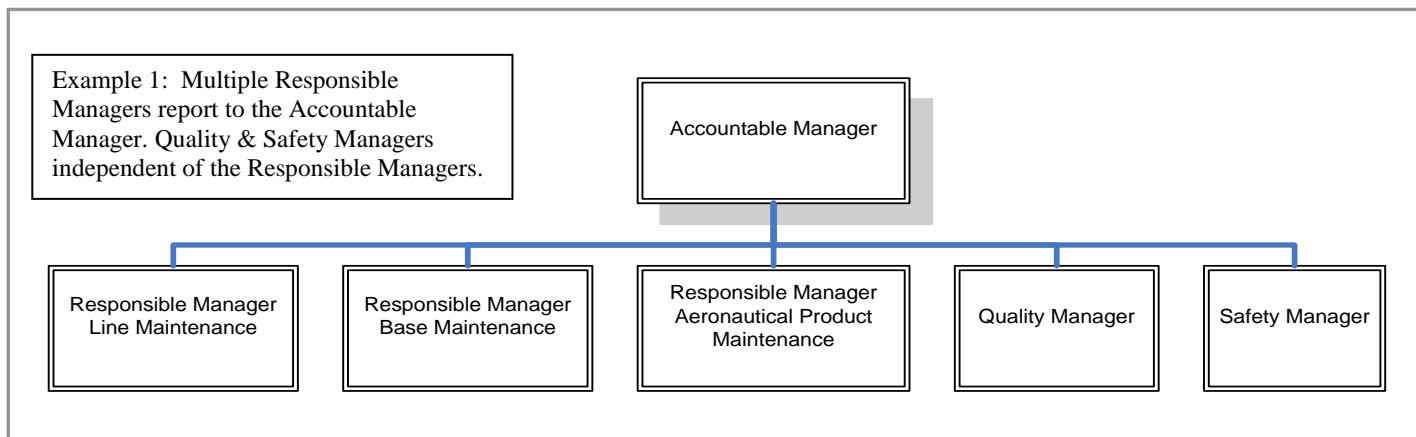 Example 1:  Multiple Responsible
Managers report to the Accountable
Manager. Quality & Safety Managers
independent of the Responsible Managers.
Accountable Manager
Responsible Manager
Line Maintenance
Responsible Manager
Base Maintenance
Responsible Manager
Aeronautical Product
Maintenance
Quality Manager
Safety Manager